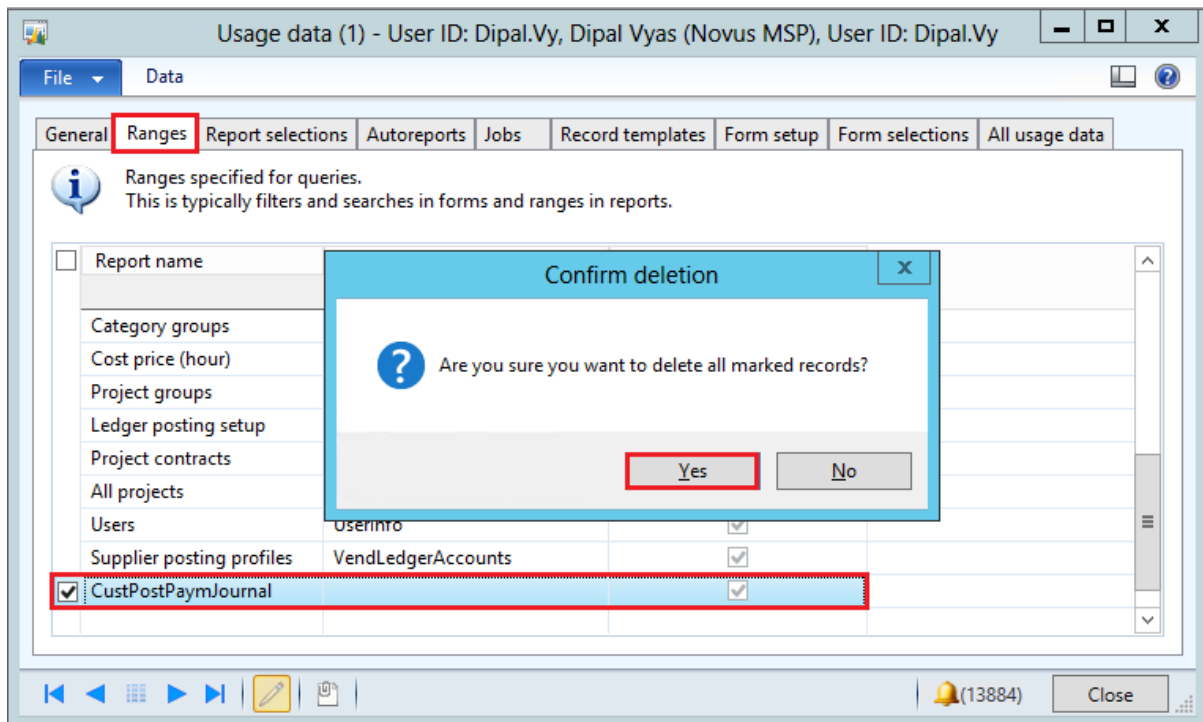 Usage data (1) - User ID: Dipal.Vy, Dipal Vyas (Novus MSP), User ID: Dipal.Vy
File Data
General Ranges Report selections Autoreports Jobs Record templates Form setup Form selections All usage data
Ranges specified for queries.
This is typically filters and searches in forms and ranges in reports.
Report name
Confirm deletion
Category groups
Cost price (hour)
Are you sure you want to delete all marked records?
Project groups
Ledger posting setup
Project contracts
Yes No
All projects
Users UserInfo
Supplier posting profiles VendLedgerAccounts
CustPostPaymJournal
(13884) Close